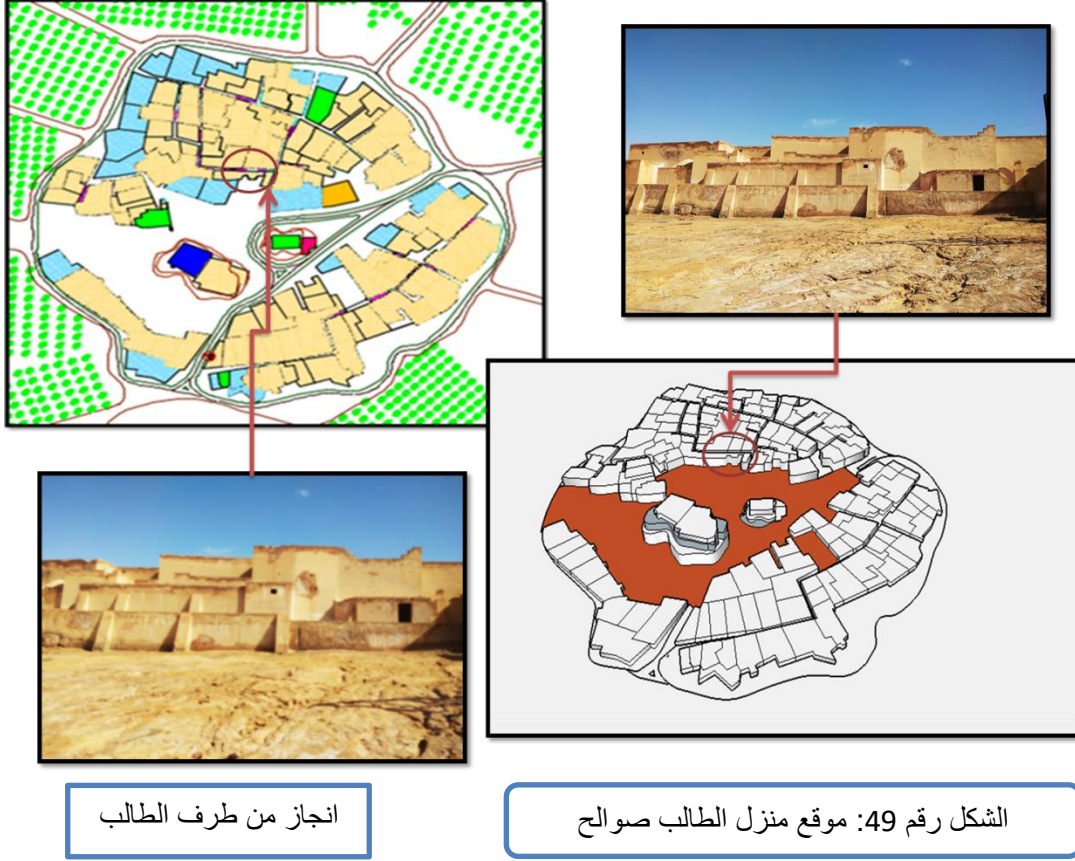 الشكل رقم 49: موقع منزل الطالب صوالح
انجاز من طرف الطالب